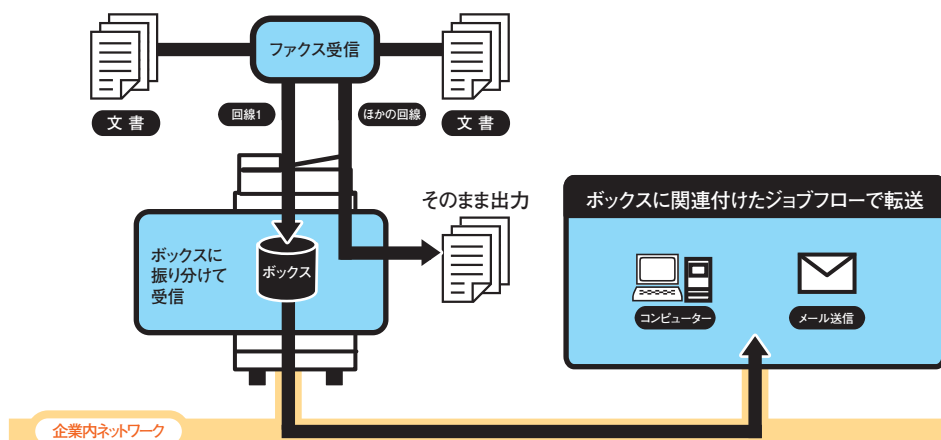 ファクス受信
文書
回線1
ほかの回線
文書
そのまま出力
ボックスに関連付けたジョブフローで転送
ボックスに
振り分けて
受信
ボックス
コンピューター
メール送信
企業内ネットワーク